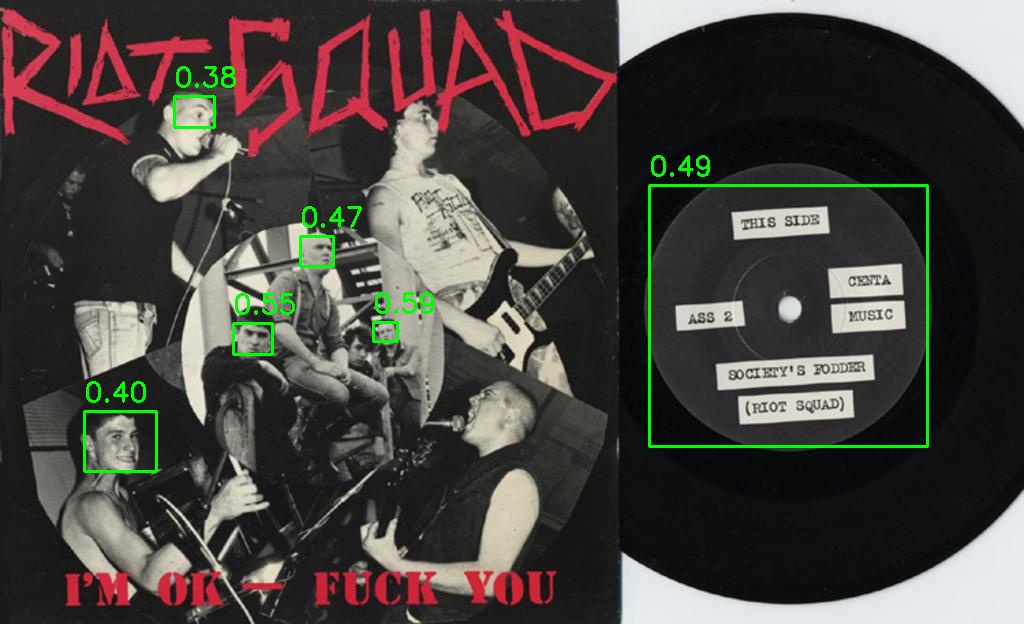 RIOT SQUAD
I'M OK — FUCK YOU
THIS SIDE
CENTA
ASS 2
MUSIC
SOCIETY'S FODDER
(RIOT SQUAD)
0.38
0.47
0.55
0.59
0.40
0.49